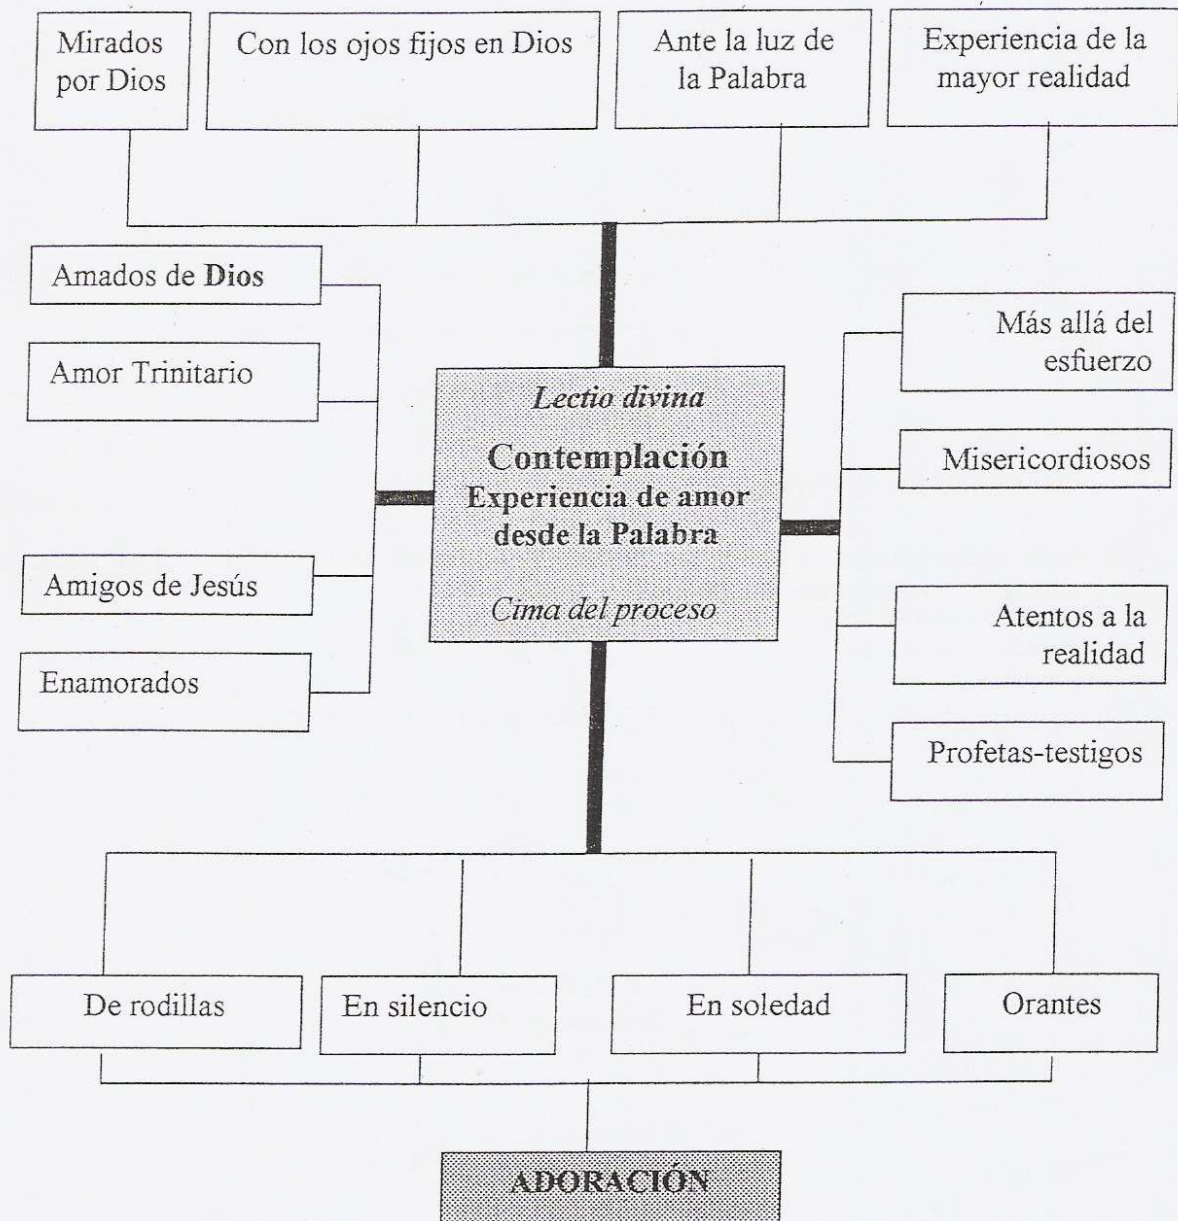 Mirados
por Dios
Con los ojos fijos en Dios
Ante la luz de
la Palabra
Experiencia de la
mayor realidad
Amados de Dios
Amor Trinitario
Amigos de Jesús
Enamorados
Lectio divina
Contemplación
Experiencia de amor
desde la Palabra
Cima del proceso
Más allá del
esfuerzo
Misericordiosos
Atentos a la
realidad
Profetas-testigos
De rodillas
En silencio
En soledad
Orantes
ADORACIÓN